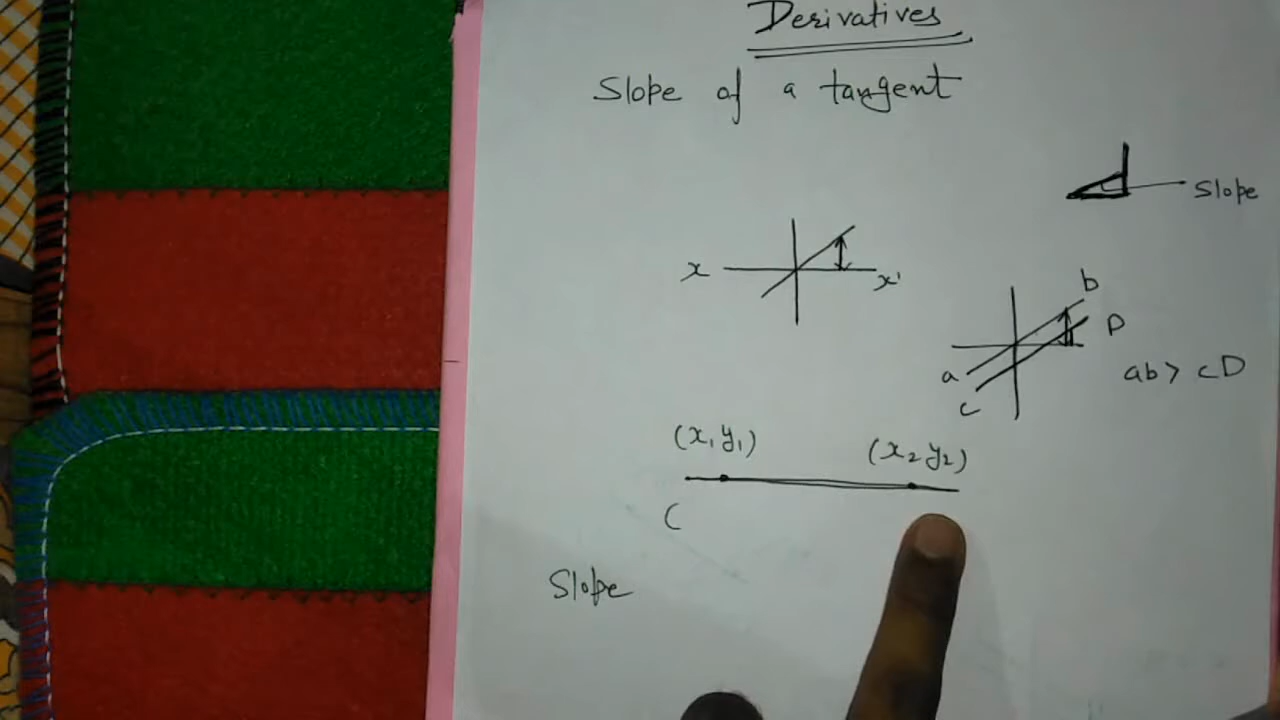 Derivatives
Slope of a tangent
Slope
x x'
b
D
a
ab > cD
c
(x₁ y₁) (x₂ y₂)
C
Slope